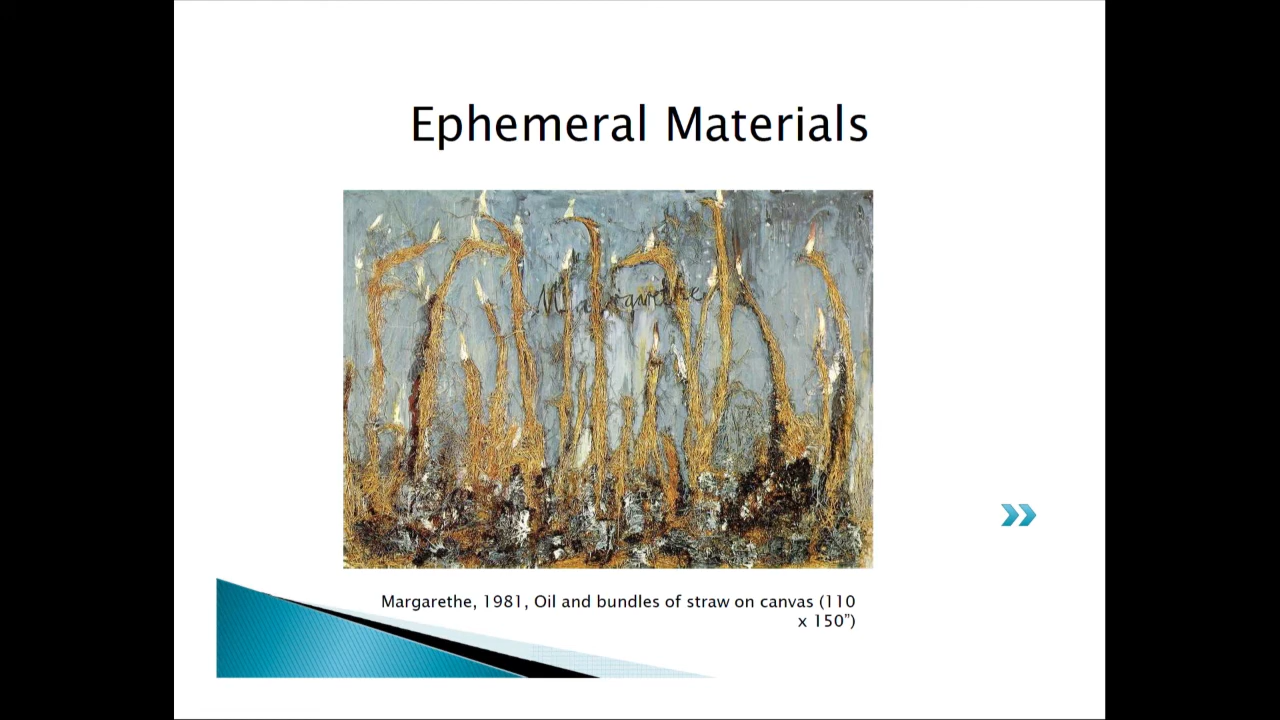 Ephemeral Materials
Margarethe
Margarethe, 1981, Oil and bundles of straw on canvas (110
x 150”)